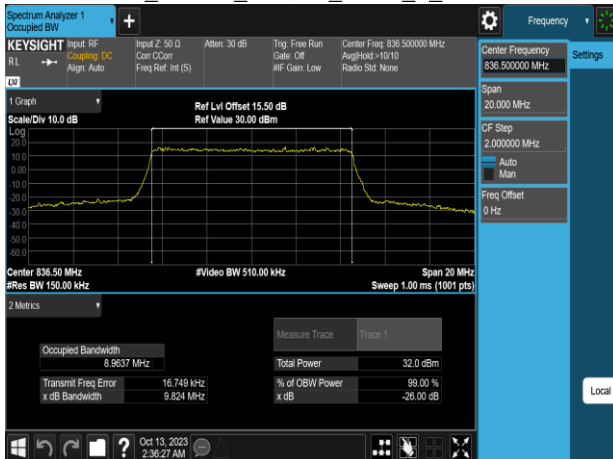 Spectrum Analyzer 1
Occupied BW
Frequency
KEYSIGHT
R L
LXI
Input: RF
Coupling: DC
Align: Auto
Input Z: 50 Ω
Corr CCorr
Freq Ref: Int (S)
Atten: 30 dB
Trig: Free Run
Gate: Off
#IF Gain: Low
Center Freq: 836.500000 MHz
Avg|Hold:>10/10
Radio Std: None
Center Frequency
836.500000 MHz
Settings
Span
20.000 MHz
CF Step
2.000000 MHz
Auto
Man
Freq Offset
0 Hz
1 Graph
Scale/Div 10.0 dB
Ref Lvl Offset 15.50 dB
Ref Value 30.00 dBm
Log
20.0
10.0
0.00
-10.0
-20.0
-30.0
-40.0
-50.0
-60.0
Center 836.50 MHz
#Video BW 510.00 kHz
Span 20 MHz
#Res BW 150.00 kHz
Sweep 1.00 ms (1001 pts)
2 Metrics
Measure Trace
Trace 1
Occupied Bandwidth
8.9637 MHz
Total Power
32.0 dBm
Transmit Freq Error
16.749 kHz
% of OBW Power
99.00 %
x dB Bandwidth
9.824 MHz
x dB
-26.00 dB
Local
?
Oct 13, 2023
2:36:27 AM